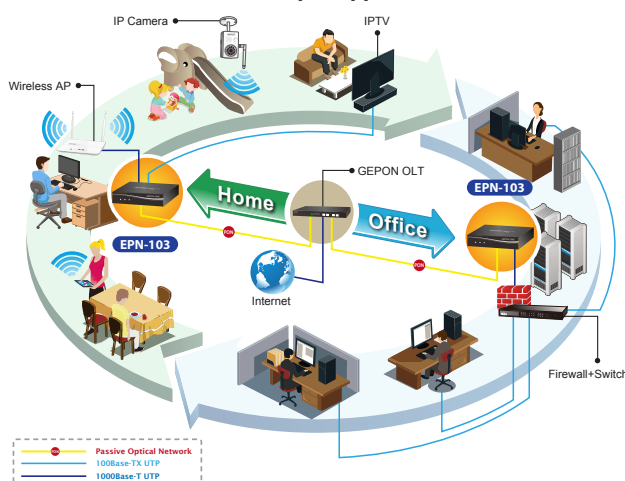 IP Camera
IPTV
Wireless AP
GEPON OLT
EPN-103
Home
Office
PON
EPN-103
PON
Internet
Firewall+Switch
PON Passive Optical Network
100Base-TX UTP
1000Base-T UTP